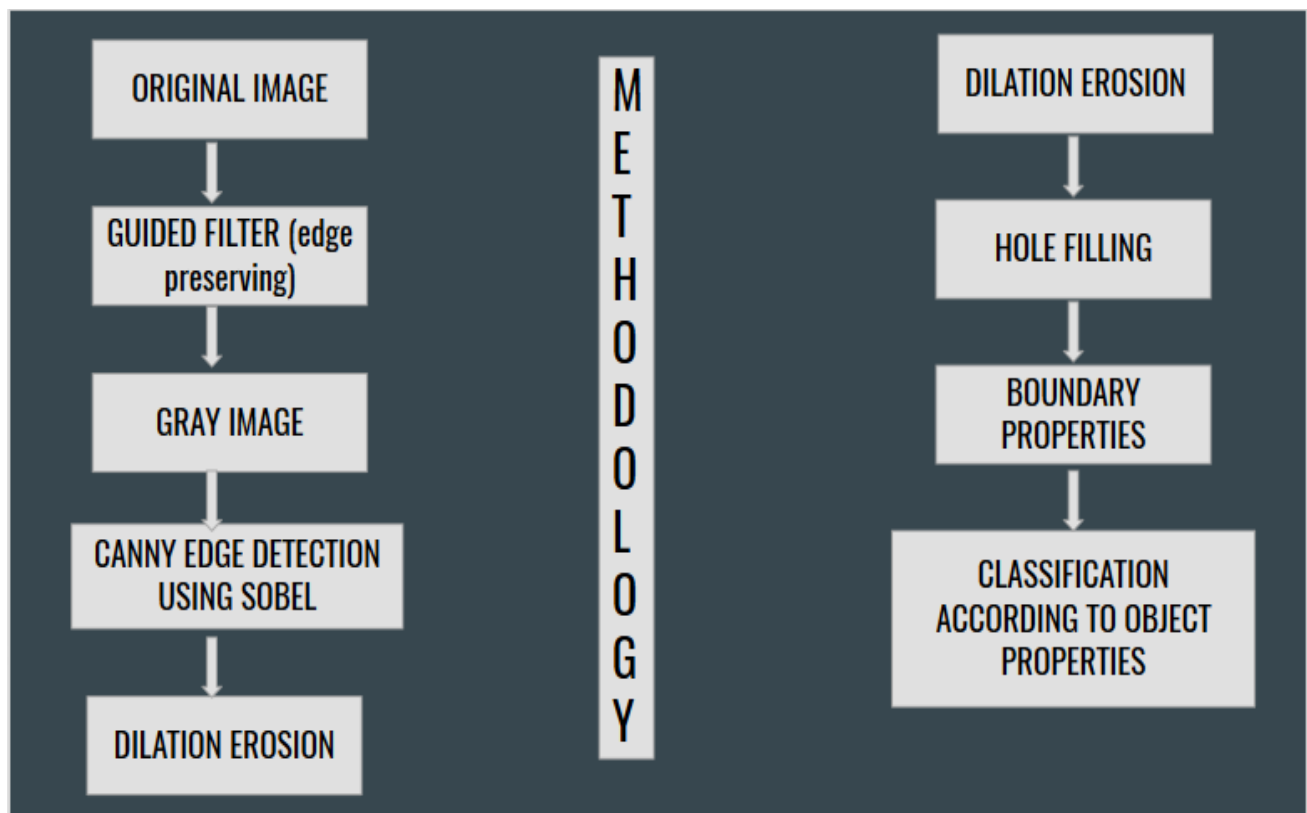 ORIGINAL IMAGE
GUIDED FILTER (edge
preserving)
GRAY IMAGE
CANNY EDGE DETECTION
USING SOBEL
DILATION EROSION
M
E
T
H
O
D
O
L
O
G
Y
DILATION EROSION
HOLE FILLING
BOUNDARY
PROPERTIES
CLASSIFICATION
ACCORDING TO OBJECT
PROPERTIES